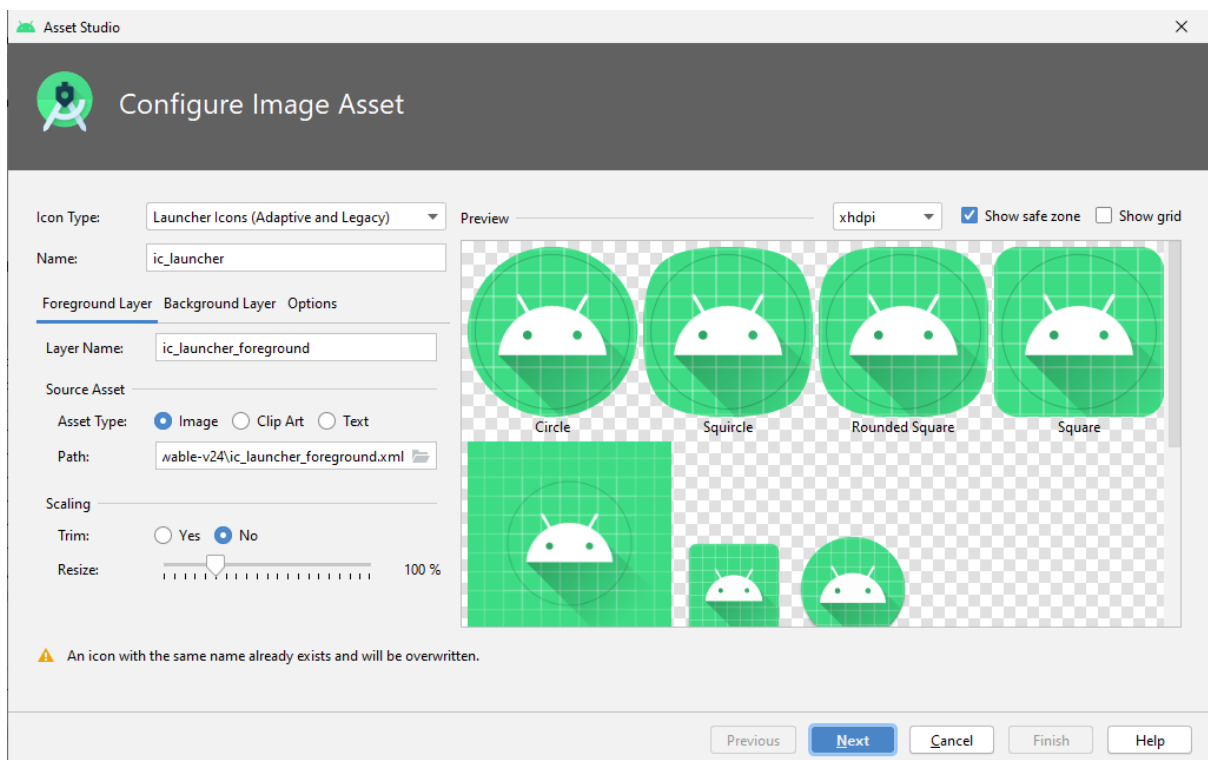 Asset Studio
Configure Image Asset
Icon Type: Launcher Icons (Adaptive and Legacy)
Preview xhdpi Show safe zone Show grid
Name: ic_launcher
Foreground Layer Background Layer Options
Layer Name: ic_launcher_foreground
Source Asset
Asset Type: Image Clip Art Text
Path: wable-v24\ic_launcher_foreground.xml
Circle Squircle Rounded Square Square
Scaling
Trim: Yes No
Resize: 100 %
An icon with the same name already exists and will be overwritten.
Previous Next Cancel Finish Help